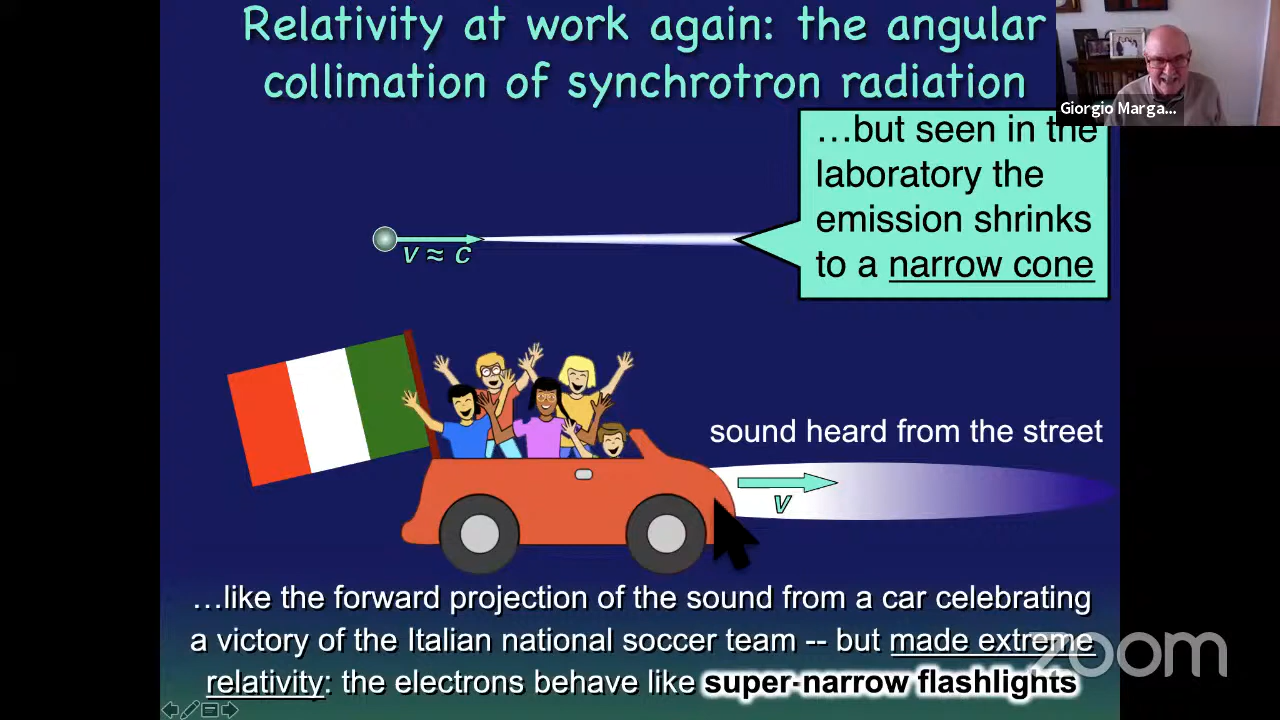 Relativity at work again: the angular
collimation of synchrotron radiation
Giorgio Marga...
…but seen in the
laboratory the
emission shrinks
to a narrow cone
v ≈ c
sound heard from the street
v
…like the forward projection of the sound from a car celebrating
a victory of the Italian national soccer team -- but made extreme
relativity: the electrons behave like super-narrow flashlights
zoom